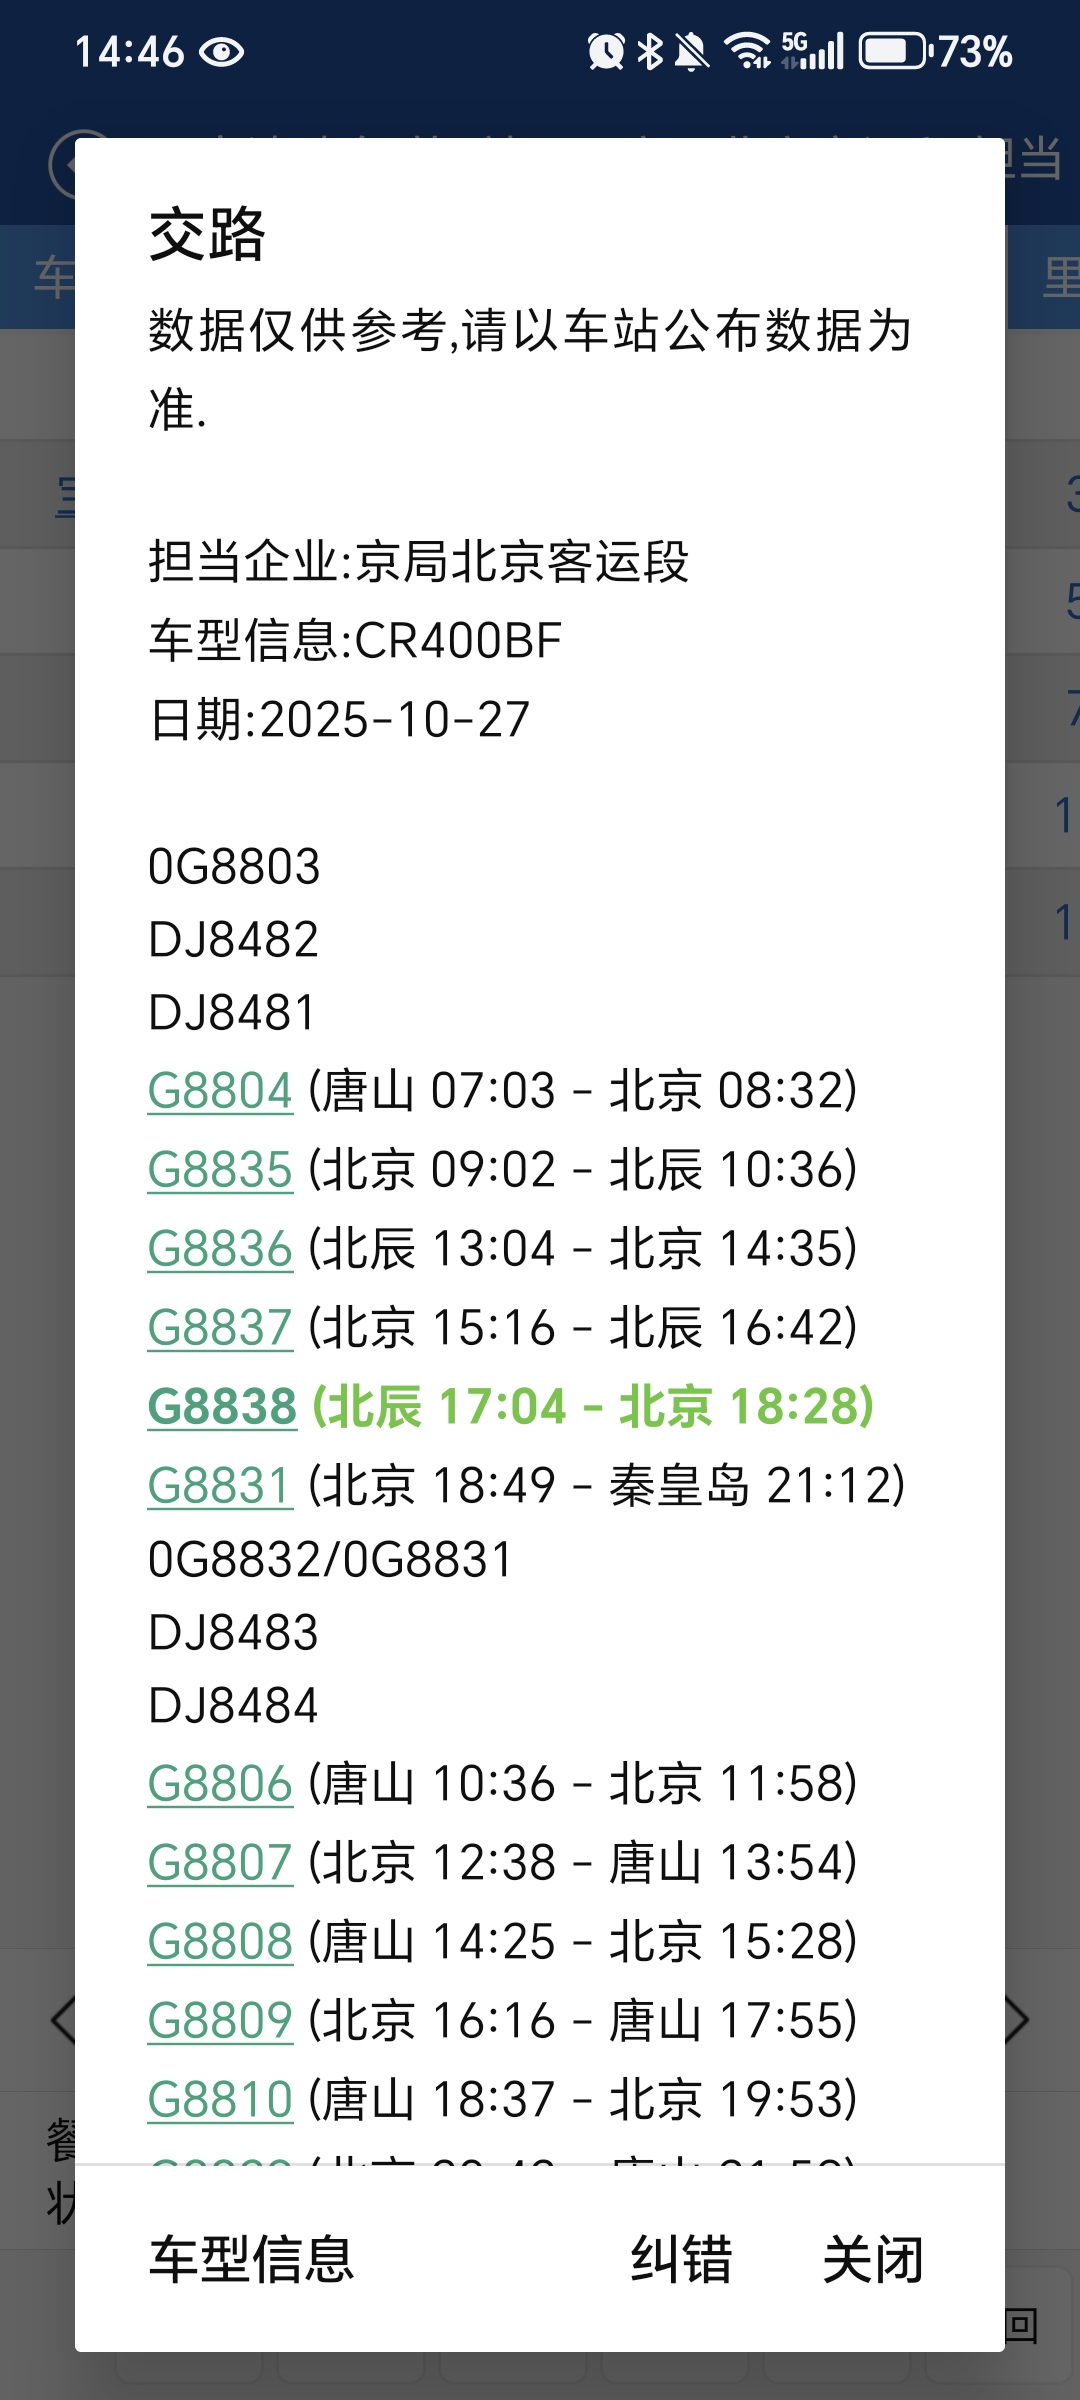 14:46 5G 73%
担当
交路
数据仅供参考,请以车站公布数据为
准.
担当企业:京局北京客运段
车型信息:CR400BF
日期:2025-10-27
0G8803
DJ8482
DJ8481
G8804 (唐山 07:03 - 北京 08:32)
G8835 (北京 09:02 - 北辰 10:36)
G8836 (北辰 13:04 - 北京 14:35)
G8837 (北京 15:16 - 北辰 16:42)
G8838 (北辰 17:04 - 北京 18:28)
G8831 (北京 18:49 - 秦皇岛 21:12)
0G8832/0G8831
DJ8483
DJ8484
G8806 (唐山 10:36 - 北京 11:58)
G8807 (北京 12:38 - 唐山 13:54)
G8808 (唐山 14:25 - 北京 15:28)
G8809 (北京 16:16 - 唐山 17:55)
G8810 (唐山 18:37 - 北京 19:53)
车型信息 纠错 关闭
车
里
餐
状
回